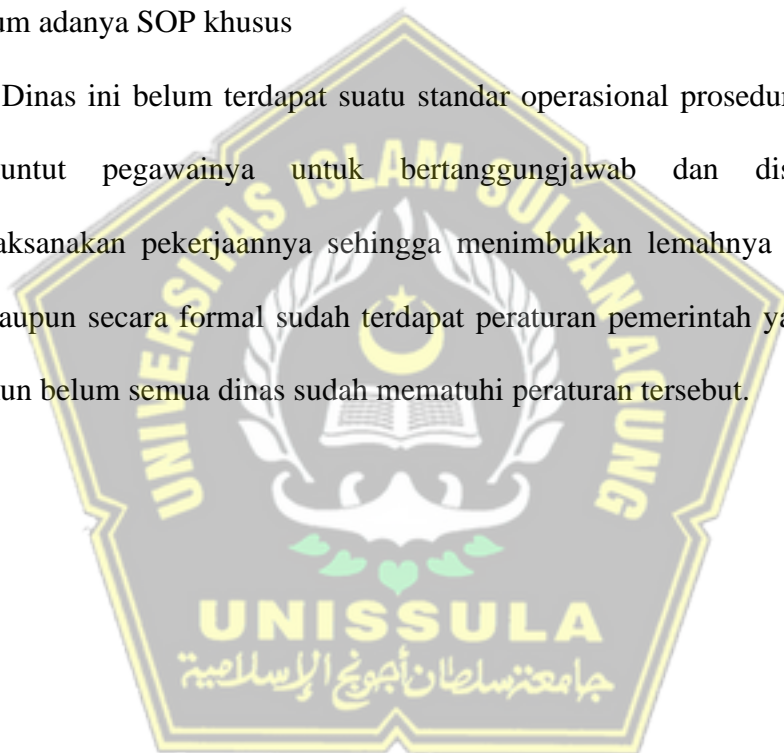 um adanya SOP khusus
Dinas ini belum terdapat suatu standar operasional prosedur
untut pegawainya untuk bertanggungjawab dan dis
aksanakan pekerjaannya sehingga menimbulkan lemahnya
aupun secara formal sudah terdapat peraturan pemerintah ya
un belum semua dinas sudah mematuhi peraturan tersebut.
UNIVERSITAS ISLAM SULTAN AGUNG
UNISSULA
جامعتنسلطان أجونج الإسلامية